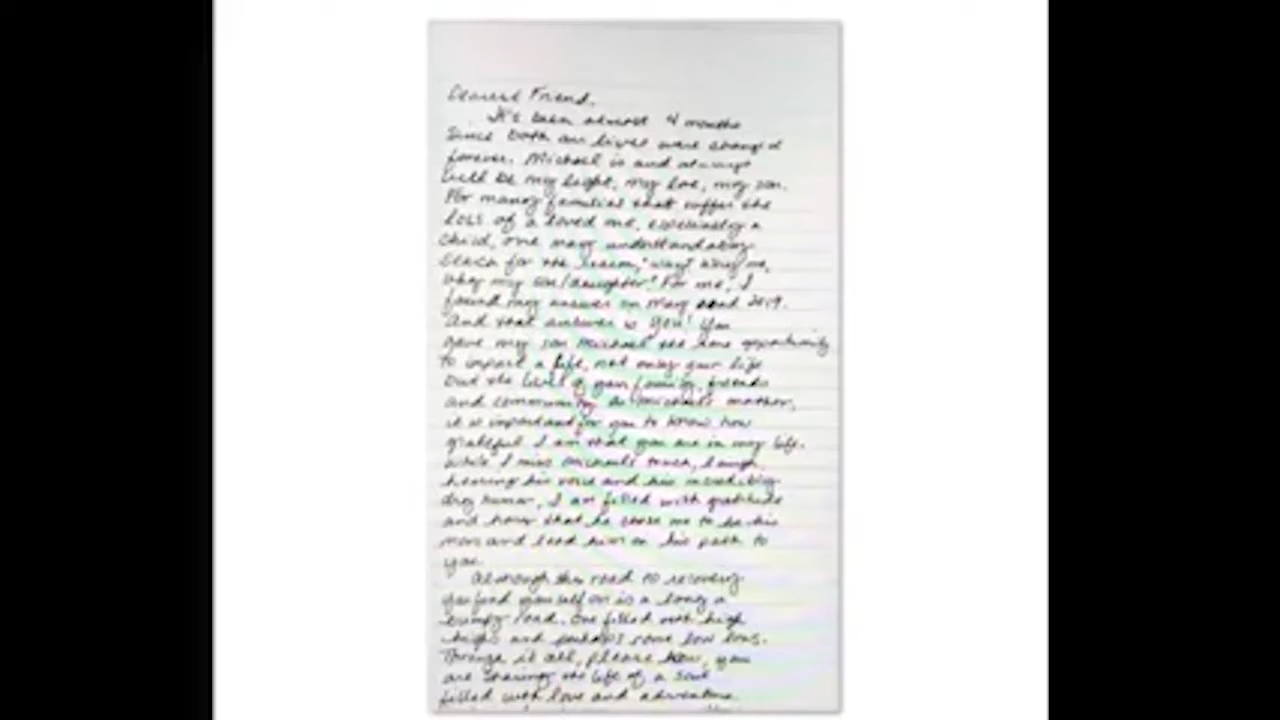 Dearest Friend,
It's been almost 4 months
since both our lives were changed
forever. Michael is and always
will be my light, my love, my son.
For many families that suffer the
loss of a loved one, especially a
child, one may understandably
search for the reason, "why? why me,
why my son/daughter". For me, I
found my answer on May 2nd 2019.
And that answer is you! You
gave my son Michael the opportunity
to impact a life, not only your life
but the lives of your family, friends
and community. As Michael's mother,
it is important for you to know how
grateful I am that you are in my life.
While I miss Michael's touch, laugh,
hearing his voice and his incredibly
dry humor, I am filled with gratitude
and honor that he chose me to be his
mom and lead him on his path to
you.
Although this road to recovery
you find yourself on is a long a
bumpy road. One filled with high
highs and perhaps some low lows.
Through it all, please know, you
are sharing the life of a soul
filled with love and adventure.